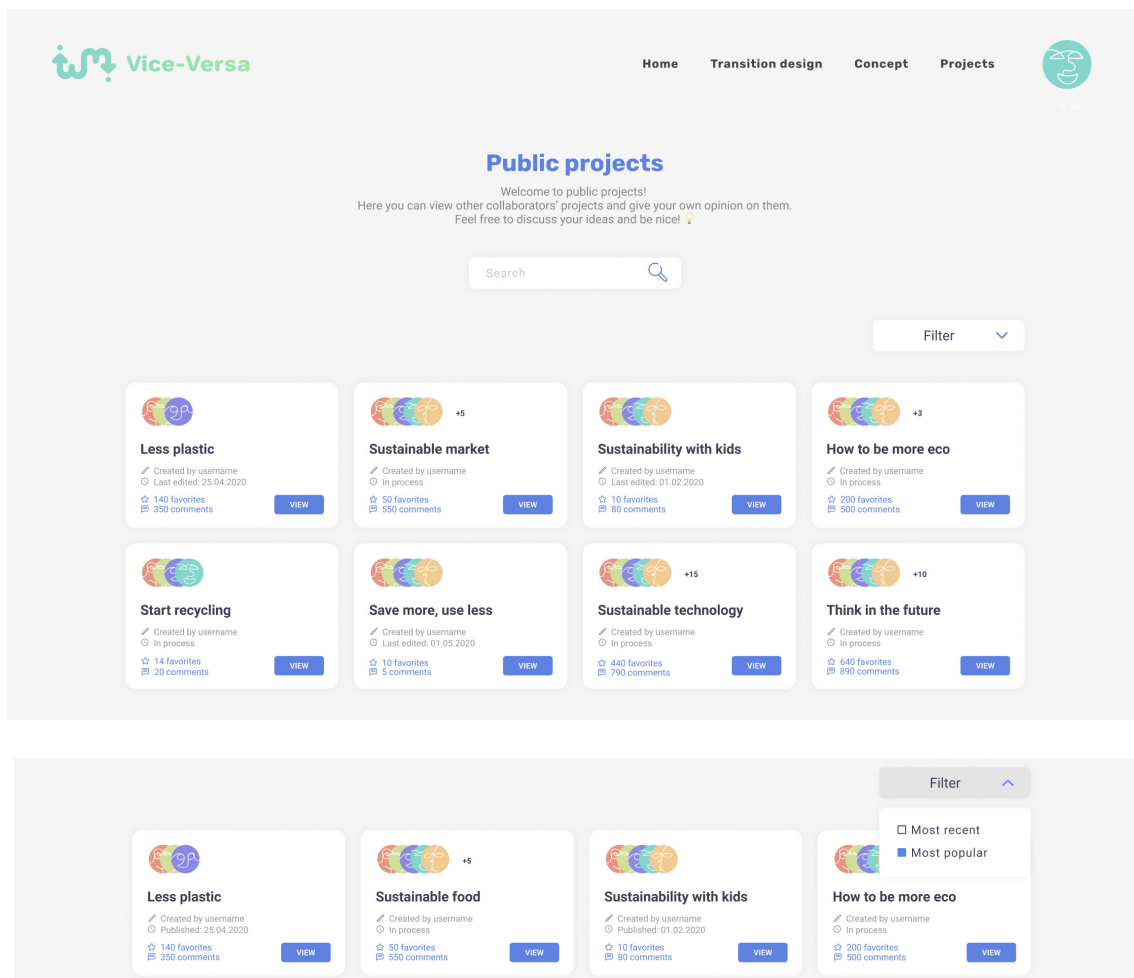 Vice-Versa
Home Transition design Concept Projects
Public projects
Welcome to public projects!
Here you can view other collaborators' projects and give your own opinion on them.
Feel free to discuss your ideas and be nice! 💡
Search
Filter
+5 +3
Less plastic Sustainable market Sustainability with kids How to be more eco
Created by username Created by username Created by username Created by username
Last edited: 25.04.2020 In process Last edited: 01.02.2020 In process
140 favorites 50 favorites 10 favorites 200 favorites
350 comments VIEW 550 comments VIEW 80 comments VIEW 500 comments VIEW
+15 +10
Start recycling Save more, use less Sustainable technology Think in the future
Created by username Created by username Created by username Created by username
In process Last edited: 01.05.2020 In process In process
14 favorites 10 favorites 440 favorites 640 favorites
20 comments VIEW 5 comments VIEW 790 comments VIEW 890 comments VIEW
Filter
Most recent
Most popular
+5
Less plastic Sustainable food Sustainability with kids How to be more eco
Created by username Created by username Created by username Created by username
Published: 25.04.2020 In process Published: 01.02.2020 In process
140 favorites 50 favorites 10 favorites 200 favorites
350 comments VIEW 550 comments VIEW 80 comments VIEW 500 comments VIEW